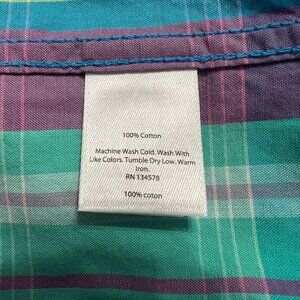 100% Cotton
Machine Wash Cold. Wash With
Like Colors. Tumble Dry Low. Warm
Iron.
RN 134578
100% coton